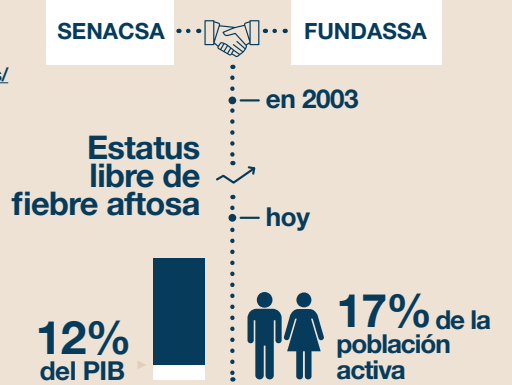 SENACSA
FUNDASSA
s/
en 2003
Estatus
libre de
fiebre aftosa
hoy
12%
del PIB
17% de la
población
activa